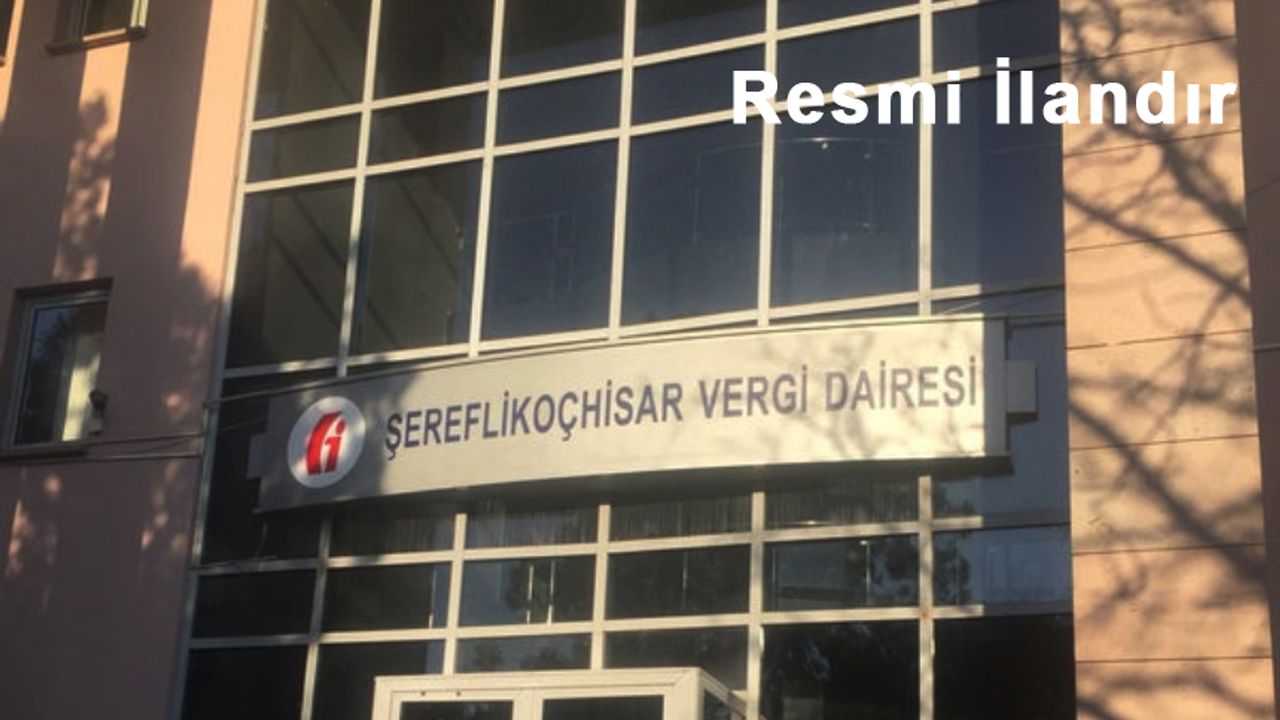 Resmi İlandır
ŞEREFLİKOÇHİSAR VERGİ DAİRESİ